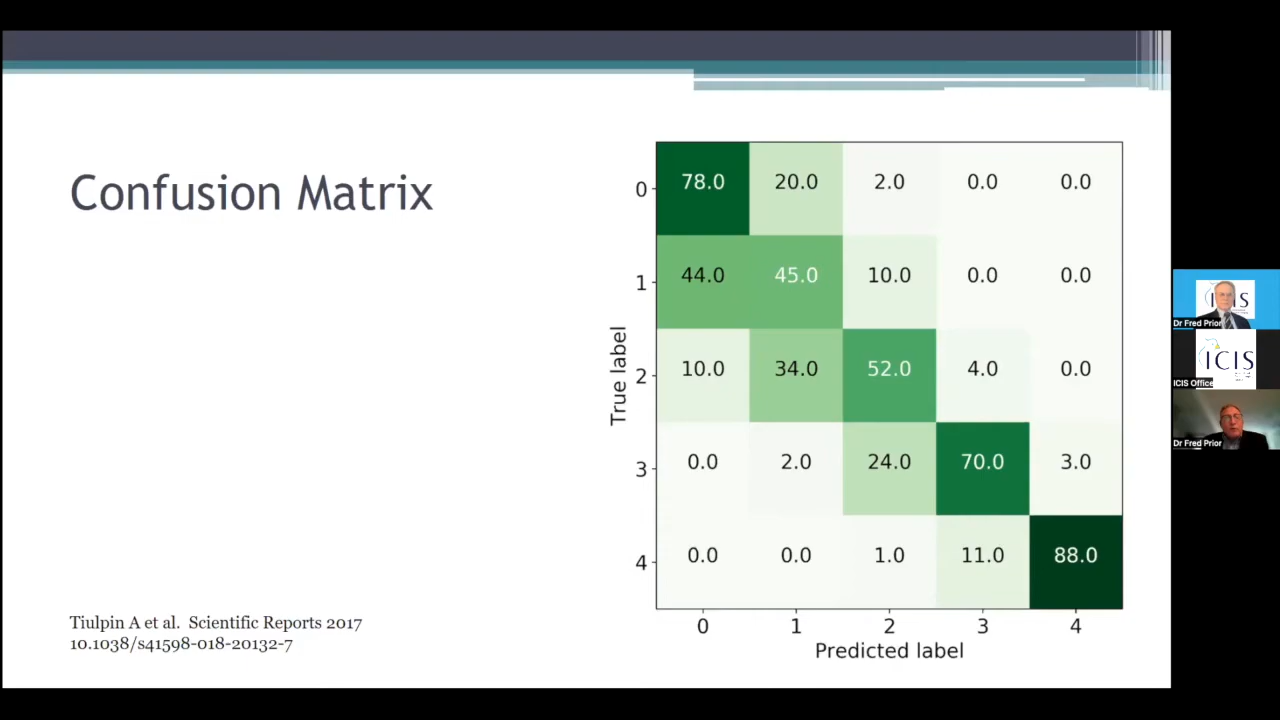 Confusion Matrix
0 78.0 20.0 2.0 0.0 0.0
1 44.0 45.0 10.0 0.0 0.0
2 10.0 34.0 52.0 4.0 0.0
3 0.0 2.0 24.0 70.0 3.0
4 0.0 0.0 1.0 11.0 88.0
True label
0 1 2 3 4
Predicted label
Tiulpin A et al. Scientific Reports 2017
10.1038/s41598-018-20132-7
Dr Fred Prior
ICIS
ICIS Office
Dr Fred Prior